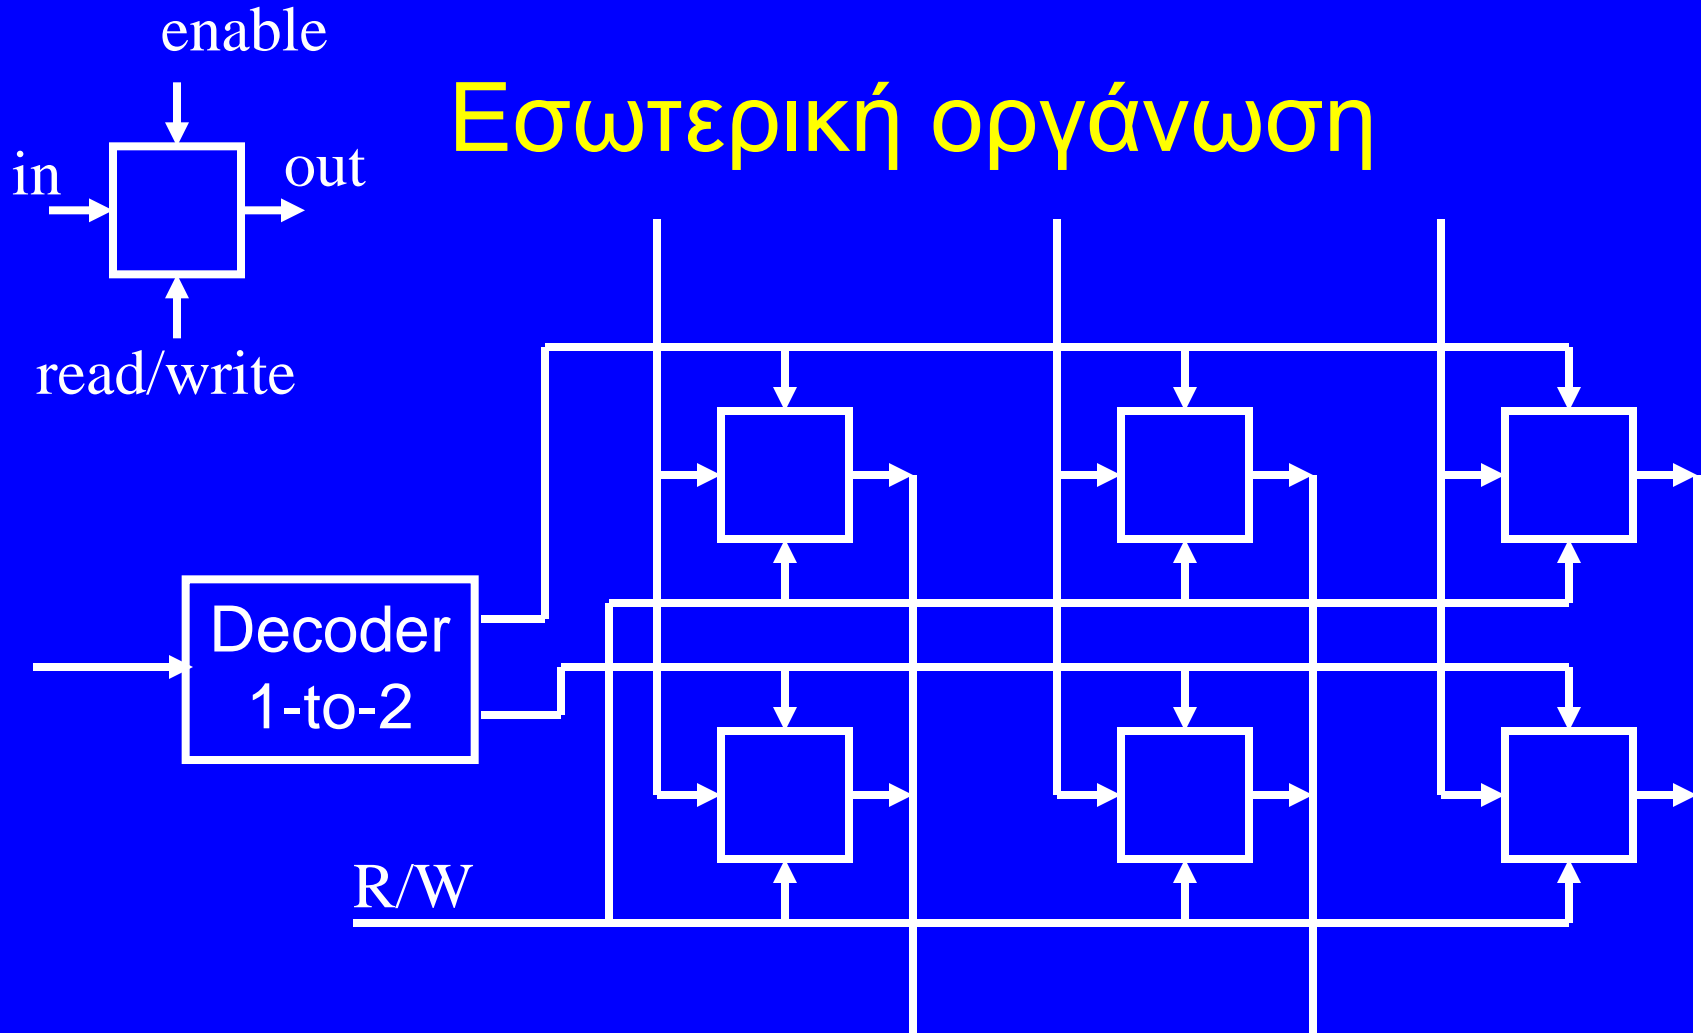 enable
Εσωτερική οργάνωση
in
out
read/write
Decoder
1-to-2
R/W